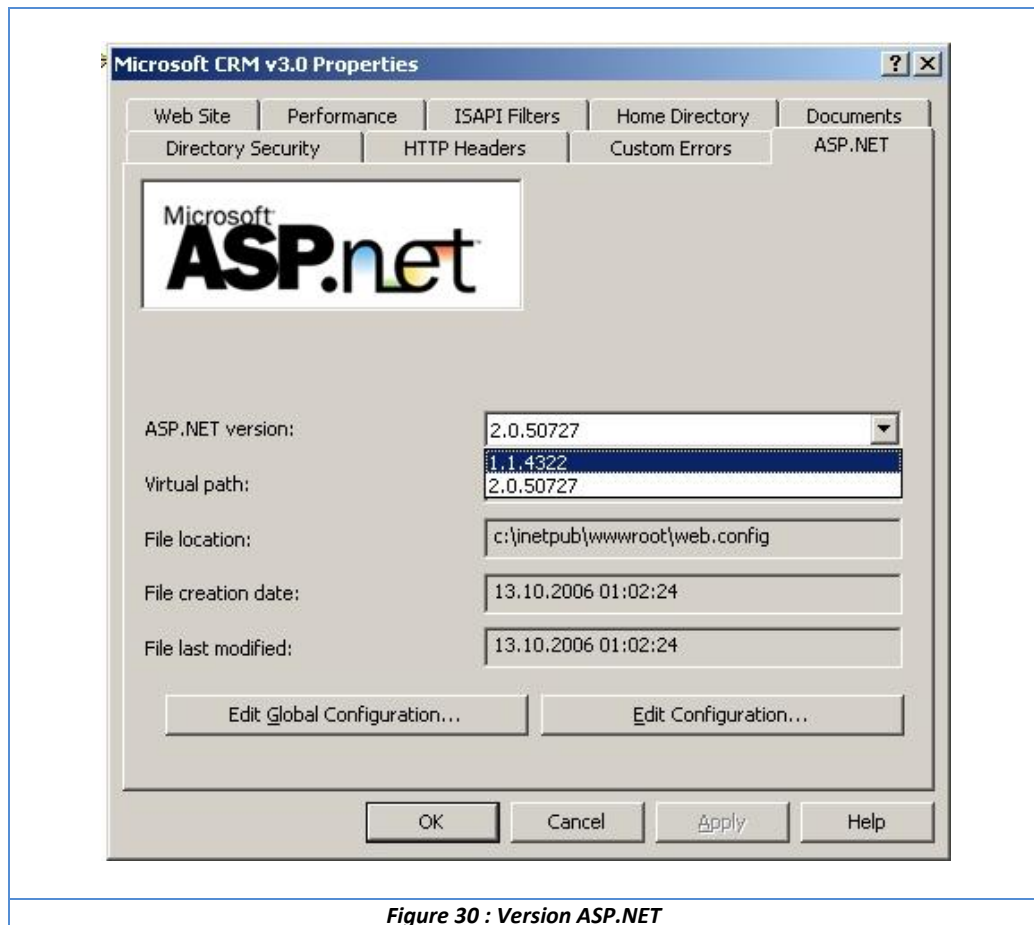 Microsoft CRM v3.0 Properties
Web Site Performance ISAPI Filters Home Directory Documents
Directory Security HTTP Headers Custom Errors ASP.NET
Microsoft
ASP.net
ASP.NET version: 2.0.50727
1.1.4322
Virtual path: 2.0.50727
File location: c:\inetpub\wwwroot\web.config
File creation date: 13.10.2006 01:02:24
File last modified: 13.10.2006 01:02:24
Edit Global Configuration... Edit Configuration...
OK Cancel Apply Help
Figure 30 : Version ASP.NET